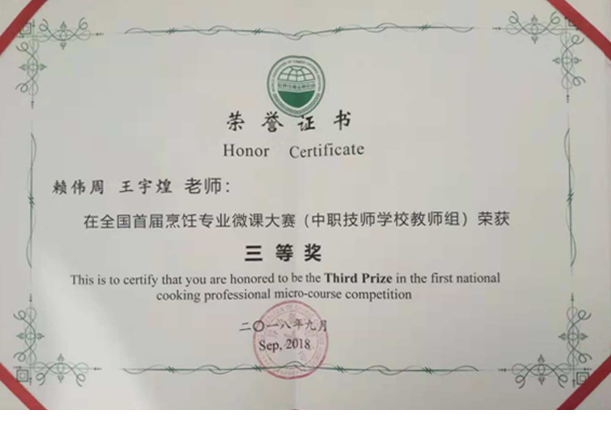 荣誉证书
Honor Certificate
赖伟周 王宇煌 老师：
在全国首届烹饪专业微课大赛（中职技师学校教师组）荣获
三等奖
This is to certify that you are honored to be the Third Prize in the first national
cooking professional micro-course competition
二〇一八年九月
Sep, 2018